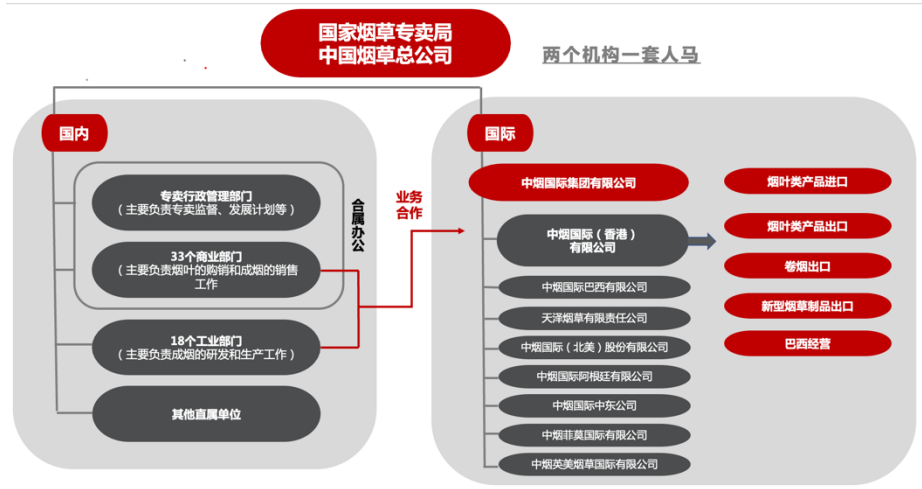 国家烟草专卖局
中国烟草总公司
两个机构一套人马
国内
专卖行政管理部门
（主要负责专卖监督、发展计划等）
33个商业部门
（主要负责烟叶的购销和成烟的销售
工作
合属办公
18个工业部门
（主要负责成烟的研发和生产工作）
其他直属单位
业务
合作
国际
中烟国际集团有限公司
中烟国际（香港）
有限公司
中烟国际巴西有限公司
天泽烟草有限责任公司
中烟国际（北美）股份有限公司
中烟国际阿根廷有限公司
中烟国际中东公司
中烟菲莫国际有限公司
中烟英美烟草国际有限公司
烟叶类产品进口
烟叶类产品出口
卷烟出口
新型烟草制品出口
巴西经营